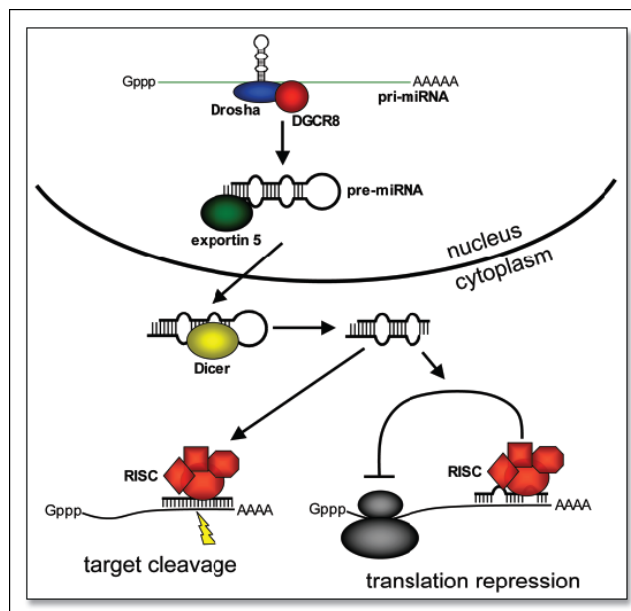 Gppp
AAAAA
Drosha
pri-miRNA
DGCR8
pre-miRNA
exportin 5
nucleus
cytoplasm
Dicer
RISC
RISC
Gppp
AAAA
Gppp
AAAA
target cleavage
translation repression